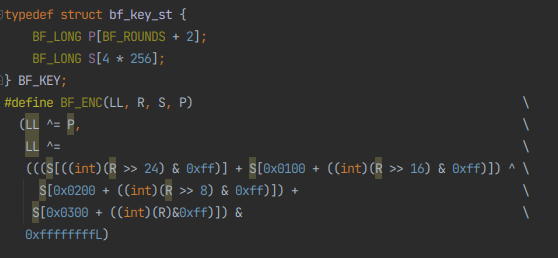 typedef struct bf_key_st {
    BF_LONG P[BF_ROUNDS + 2];
    BF_LONG S[4 * 256];
} BF_KEY;
#define BF_ENC(LL, R, S, P) \
  (LL ^= P, \
   LL ^= \
   (((S[((int)(R >> 24) & 0xff)] + S[0x0100 + ((int)(R >> 16) & 0xff)]) ^ \
     S[0x0200 + ((int)(R >> 8) & 0xff)]) + \
    S[0x0300 + ((int)(R)&0xff)]) & \
   0xffffffffL)